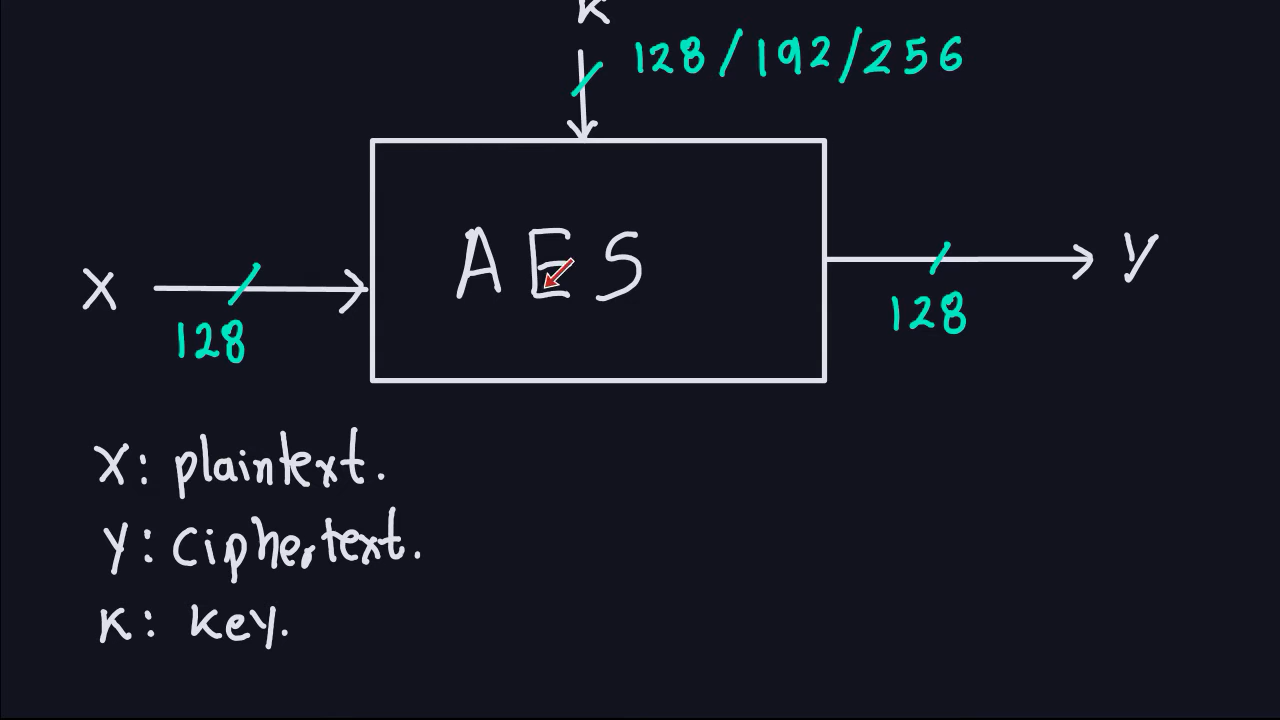 K
128/192/256
AES
X
Y
128
128
X: plaintext.
Y: Ciphertext.
K: key.